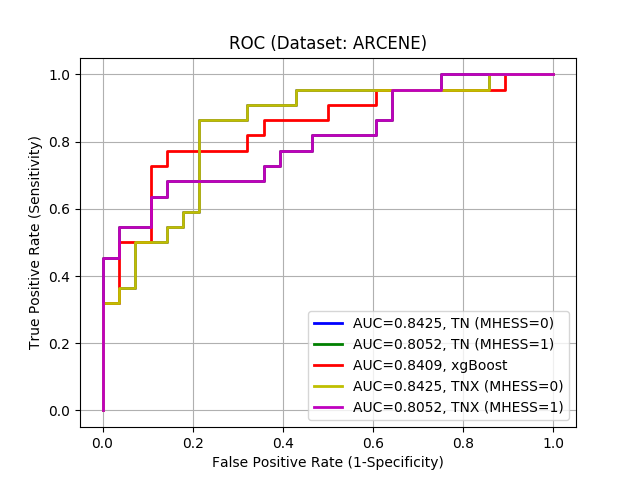 ROC (Dataset: ARCENE)
True Positive Rate (Sensitivity)
1.0
0.8
0.6
0.4
0.2
0.0
AUC=0.8425, TN (MHESS=0)
AUC=0.8052, TN (MHESS=1)
AUC=0.8409, xgBoost
AUC=0.8425, TNX (MHESS=0)
AUC=0.8052, TNX (MHESS=1)
0.0 0.2 0.4 0.6 0.8 1.0
False Positive Rate (1-Specificity)